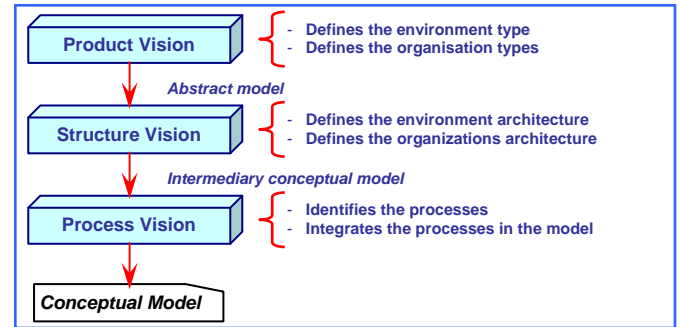 Product Vision
- Defines the environment type
- Defines the organisation types
Abstract model
Structure Vision
- Defines the environment architecture
- Defines the organizations architecture
Intermediary conceptual model
Process Vision
- Identifies the processes
- Integrates the processes in the model
Conceptual Model